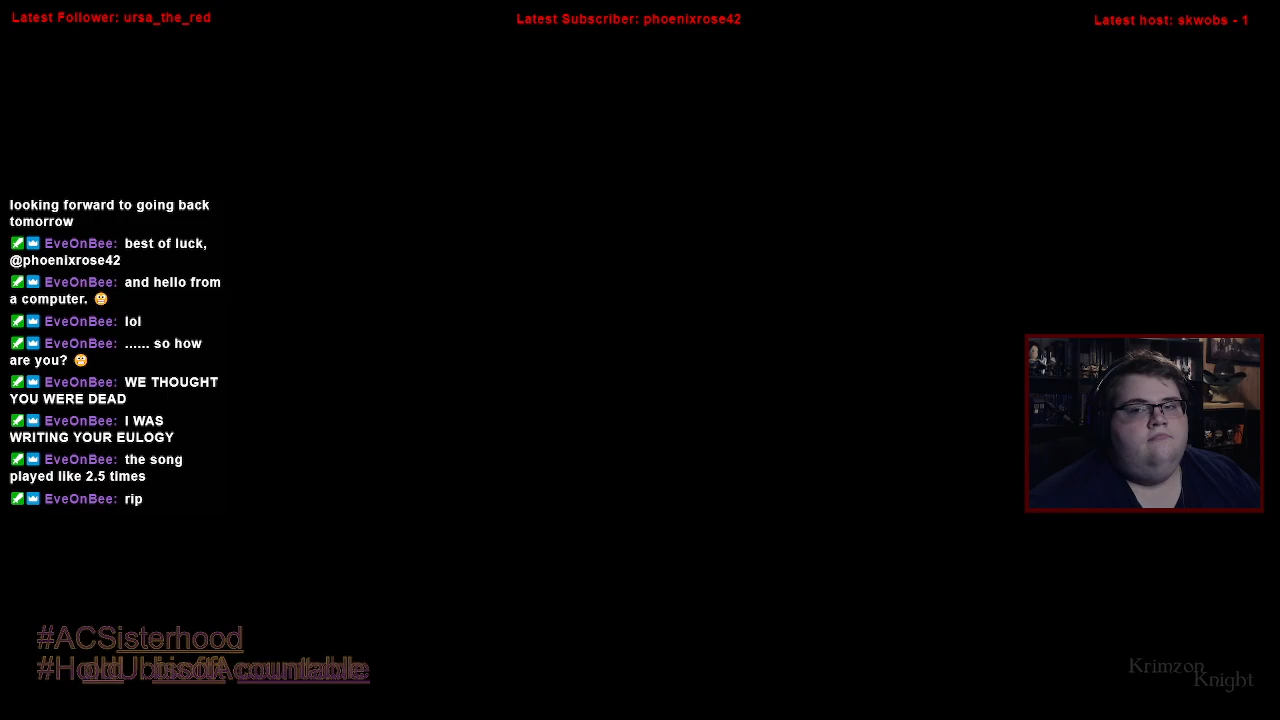 Latest Follower: ursa_the_red
Latest Subscriber: phoenixrose42
Latest host: skwobs - 1
looking forward to going back
tomorrow
EveOnBee: best of luck,
@phoenixrose42
EveOnBee: and hello from
a computer.
EveOnBee: lol
EveOnBee: ...... so how
are you?
EveOnBee: WE THOUGHT
YOU WERE DEAD
EveOnBee: I WAS
WRITING YOUR EULOGY
EveOnBee: the song
played like 2.5 times
EveOnBee: rip
#ACSisterhood
Krimzon
Knight